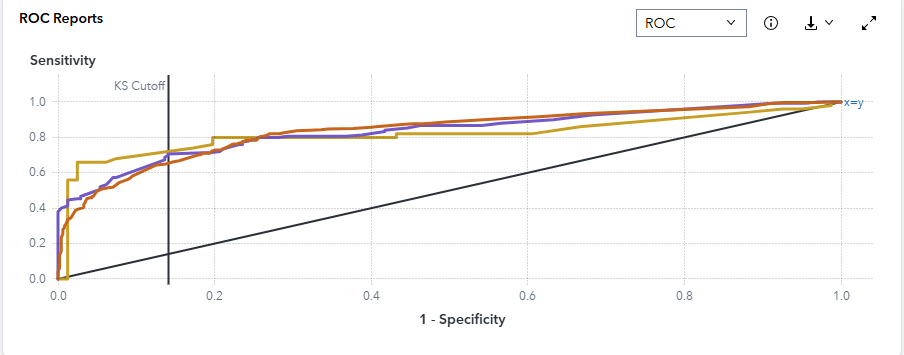 ROC Reports
ROC
Sensitivity
KS Cutoff
1.0
x=y
0.8
0.6
0.4
0.2
0.0
0.0 0.2 0.4 0.6 0.8 1.0
1 - Specificity